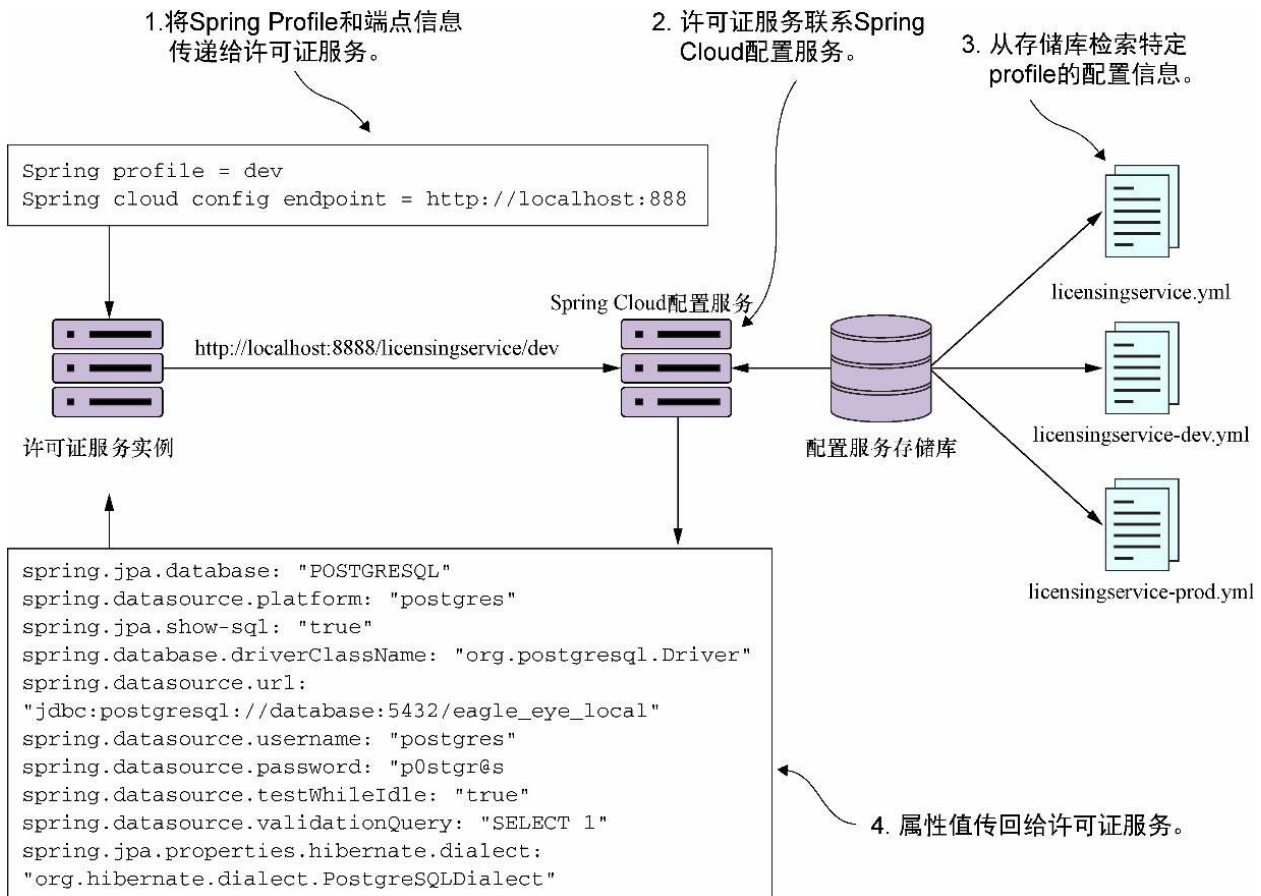 1.将Spring Profile和端点信息
传递给许可证服务。
2. 许可证服务联系Spring
Cloud配置服务。
3. 从存储库检索特定
profile的配置信息。
Spring profile = dev
Spring cloud config endpoint = http://localhost:888
Spring Cloud配置服务
http://localhost:8888/licensingservice/dev
许可证服务实例
配置服务存储库
licensingservice.yml
licensingservice-dev.yml
licensingservice-prod.yml
spring.jpa.database: "POSTGRESQL"
spring.datasource.platform: "postgres"
spring.jpa.show-sql: "true"
spring.database.driverClassName: "org.postgresql.Driver"
spring.datasource.url:
"jdbc:postgresql://database:5432/eagle_eye_local"
spring.datasource.username: "postgres"
spring.datasource.password: "p0stgr@s
spring.datasource.testWhileIdle: "true"
spring.datasource.validationQuery: "SELECT 1"
spring.jpa.properties.hibernate.dialect:
"org.hibernate.dialect.PostgreSQLDialect"
4. 属性值传回给许可证服务。